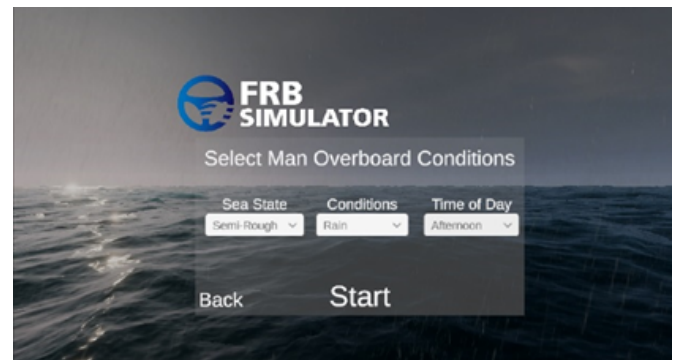 FRB
SIMULATOR
Select Man Overboard Conditions
Sea State Conditions Time of Day
Semi-Rough Rain Afternoon
Back Start